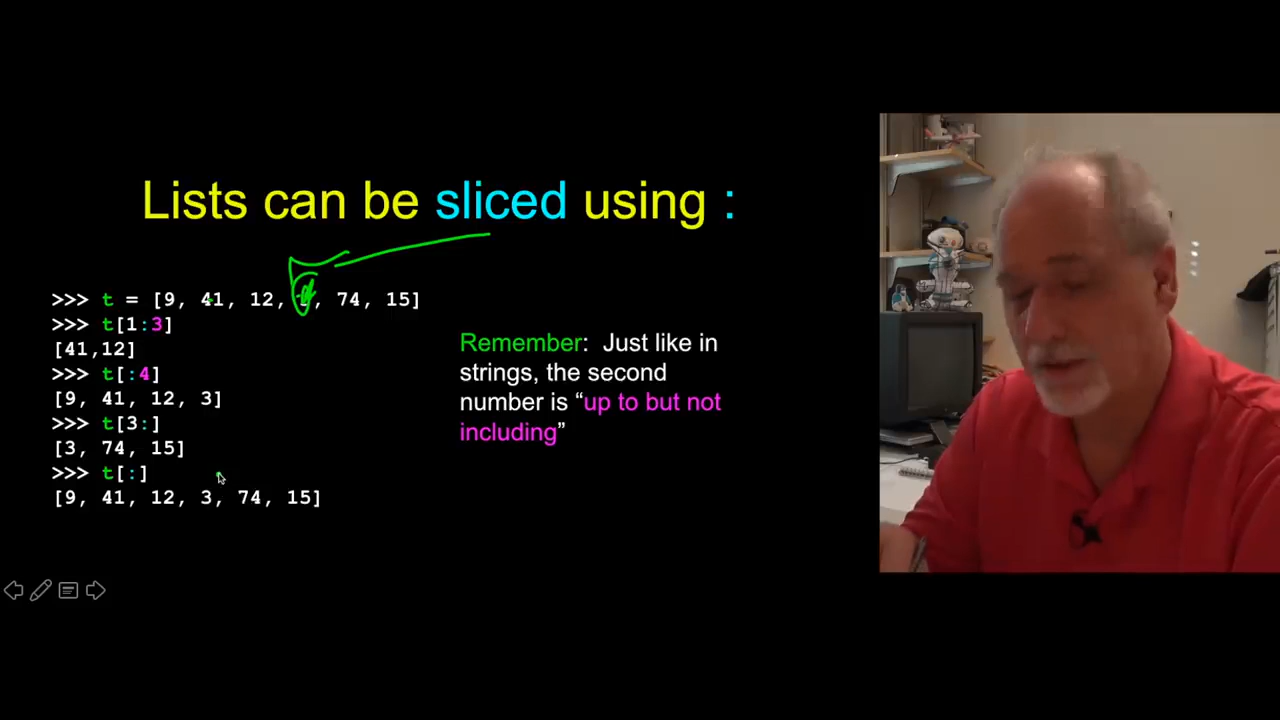 Lists can be sliced using :
>>> t = [9, 41, 12, 3, 74, 15]
>>> t[1:3]
[41,12]
>>> t[:4]
[9, 41, 12, 3]
>>> t[3:]
[3, 74, 15]
>>> t[:]
[9, 41, 12, 3, 74, 15]
Remember: Just like in
strings, the second
number is “up to but not
including”